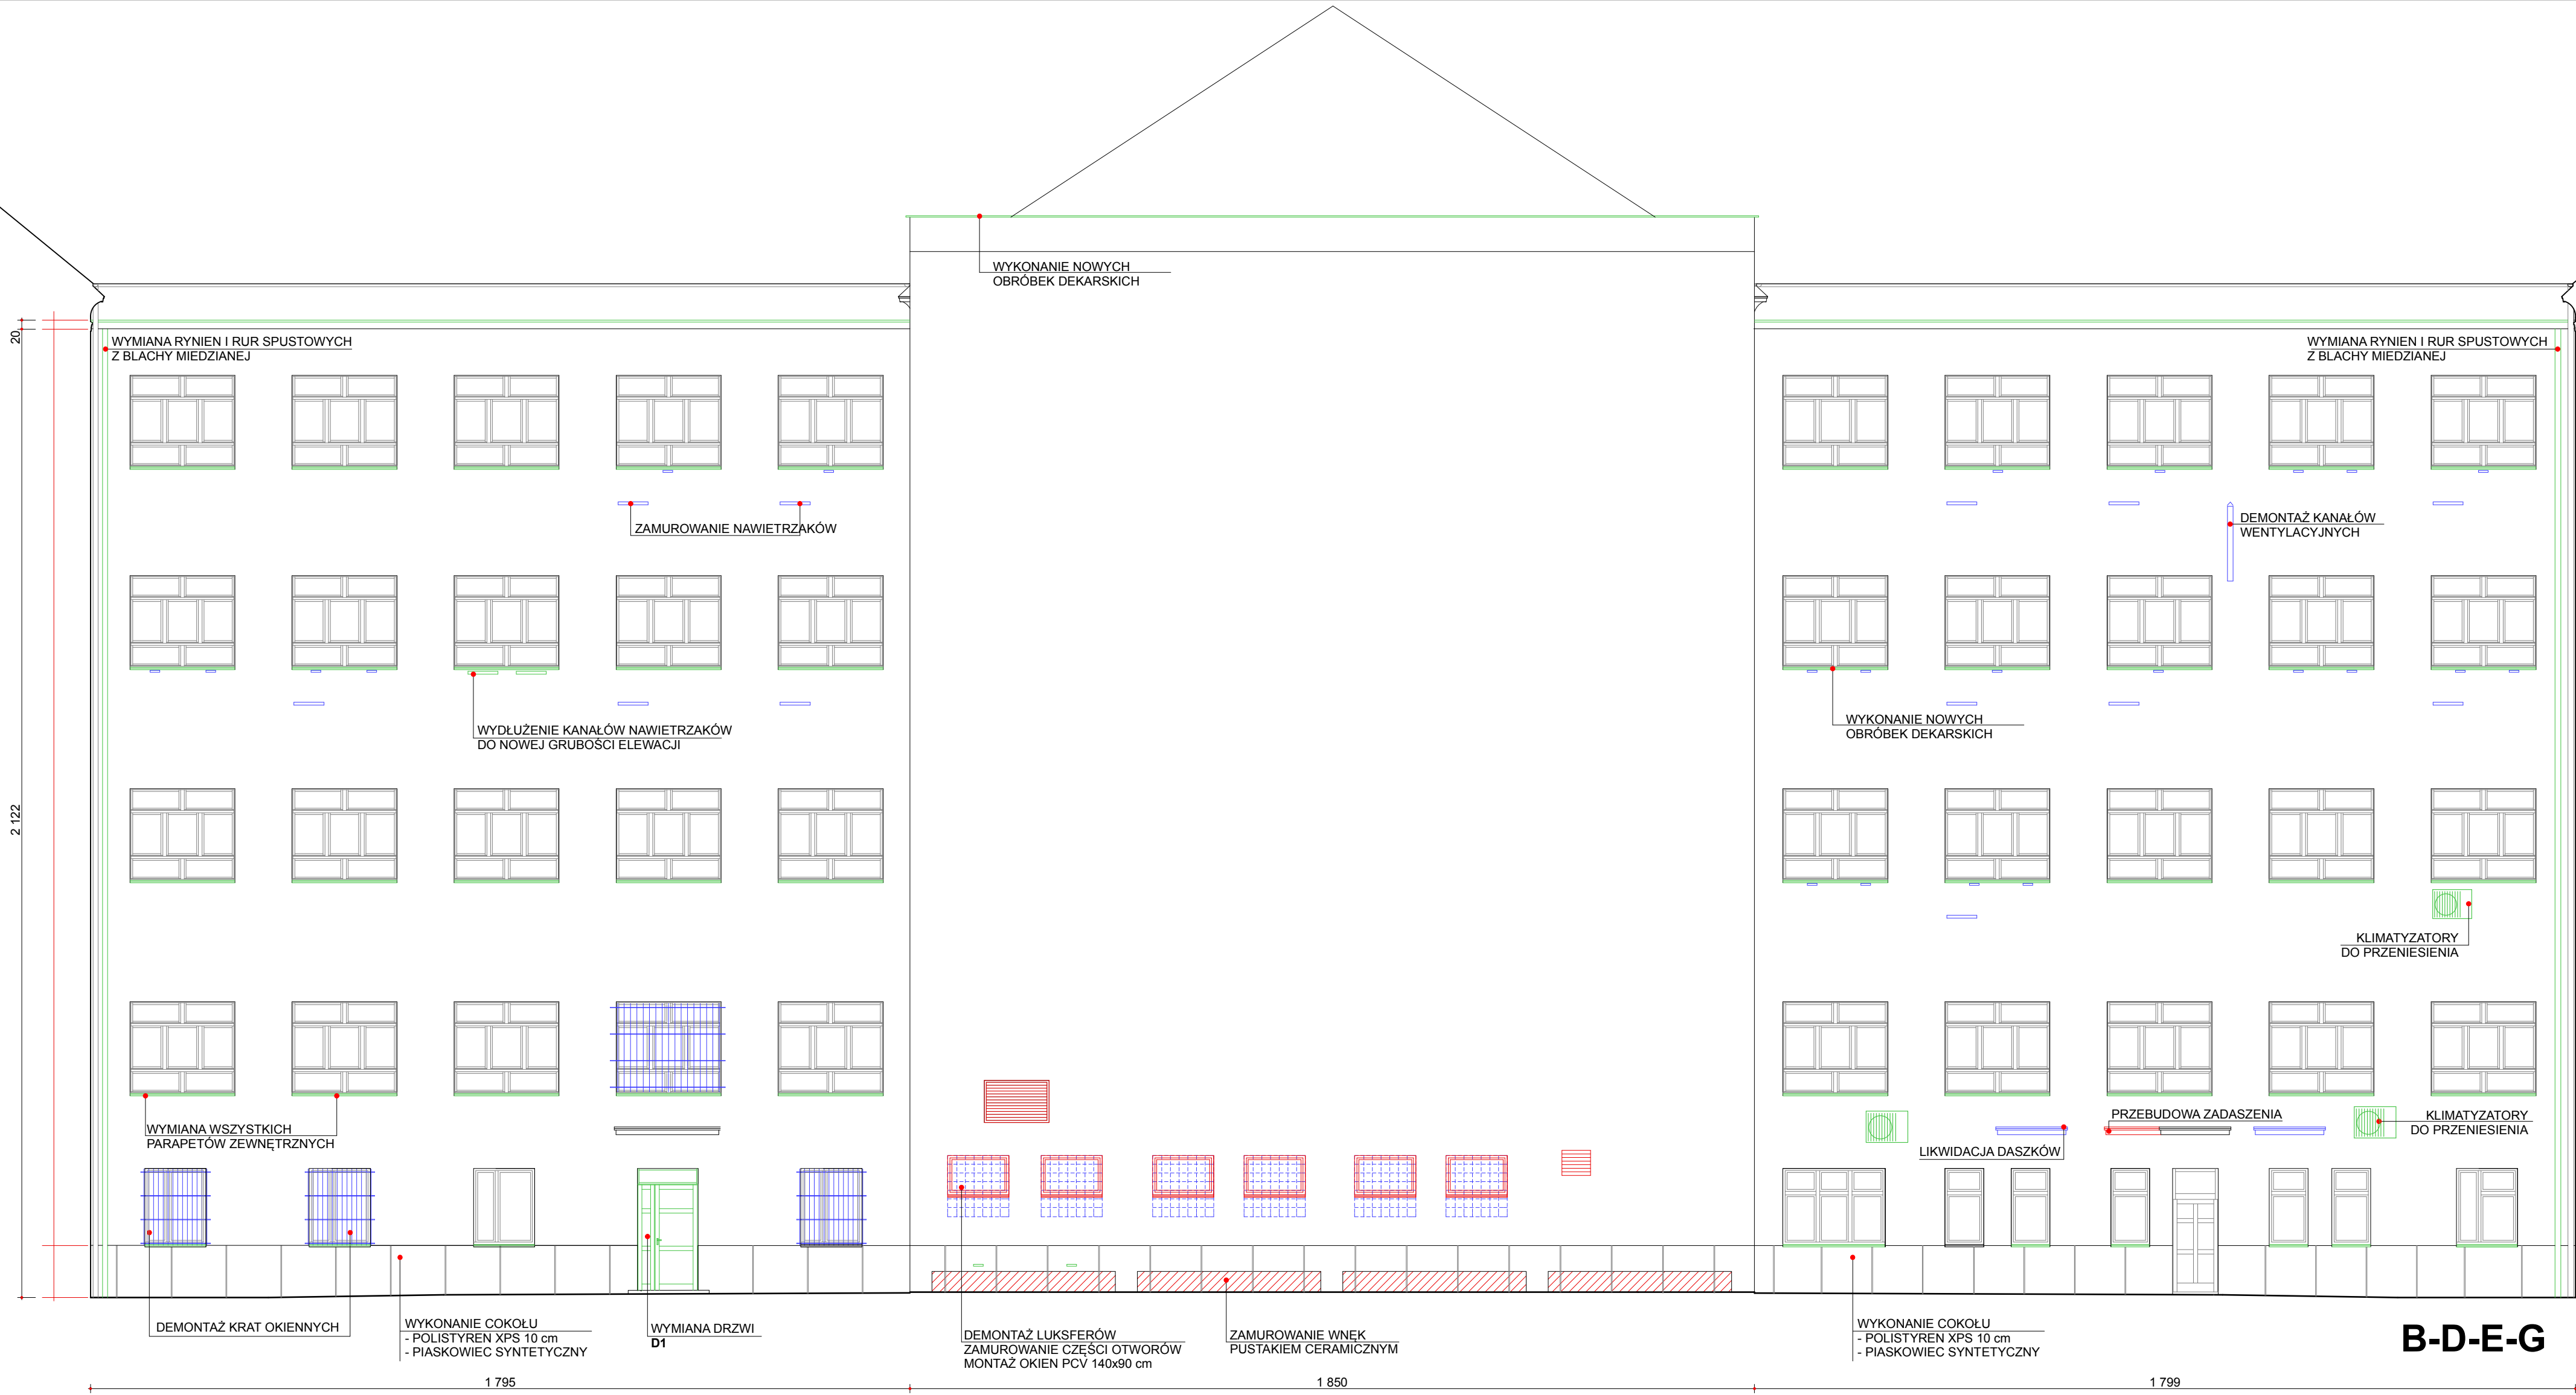 WYKONANIE NOWYCH
OBRÓBEK DEKARSKICH
20
WYMIANA RYNIEN I RUR SPUSTOWYCH
Z BLACHY MIEDZIANEJ
WYMIANA RYNIEN I RUR SPUSTOWYCH
Z BLACHY MIEDZIANEJ
ZAMUROWANIE NAWIETRZAKÓW
DEMONTAŻ KANAŁÓW
WENTYLACYJNYCH
WYDŁUŻENIE KANAŁÓW NAWIETRZAKÓW
DO NOWEJ GRUBOŚCI ELEWACJI
WYKONANIE NOWYCH
OBRÓBEK DEKARSKICH
2 122
KLIMATYZATORY
DO PRZENIESIENIA
WYMIANA WSZYSTKICH
PARAPETÓW ZEWNĘTRZNYCH
PRZEBUDOWA ZADASZENIA
KLIMATYZATORY
DO PRZENIESIENIA
LIKWIDACJA DASZKÓW
DEMONTAŻ KRAT OKIENNYCH
WYKONANIE COKOŁU
- POLISTYREN XPS 10 cm
- PIASKOWIEC SYNTETYCZNY
WYMIANA DRZWI
D1
DEMONTAŻ LUKSFERÓW
ZAMUROWANIE CZĘŚCI OTWORÓW
MONTAŻ OKIEN PCV 140x90 cm
ZAMUROWANIE WNĘK
PUSTAKIEM CERAMICZNYM
WYKONANIE COKOŁU
- POLISTYREN XPS 10 cm
- PIASKOWIEC SYNTETYCZNY
B-D-E-G
1 795
1 850
1 799